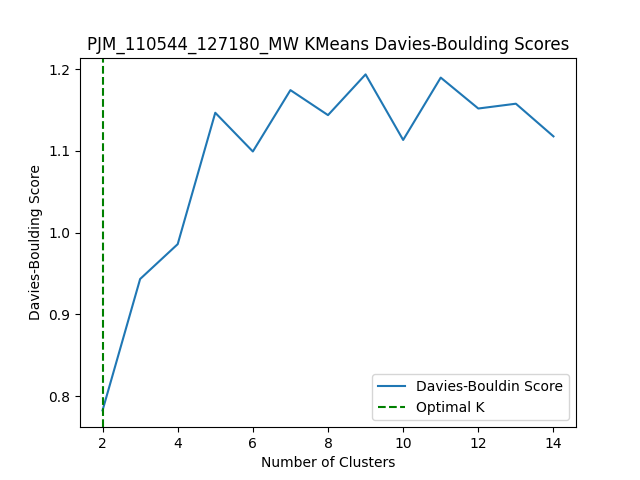 PJM_110544_127180_MW KMeans Davies-Boulding Scores
1.2
1.1
1.0
0.9
0.8
Davies-Boulding Score
Davies-Bouldin Score
Optimal K
2 4 6 8 10 12 14
Number of Clusters